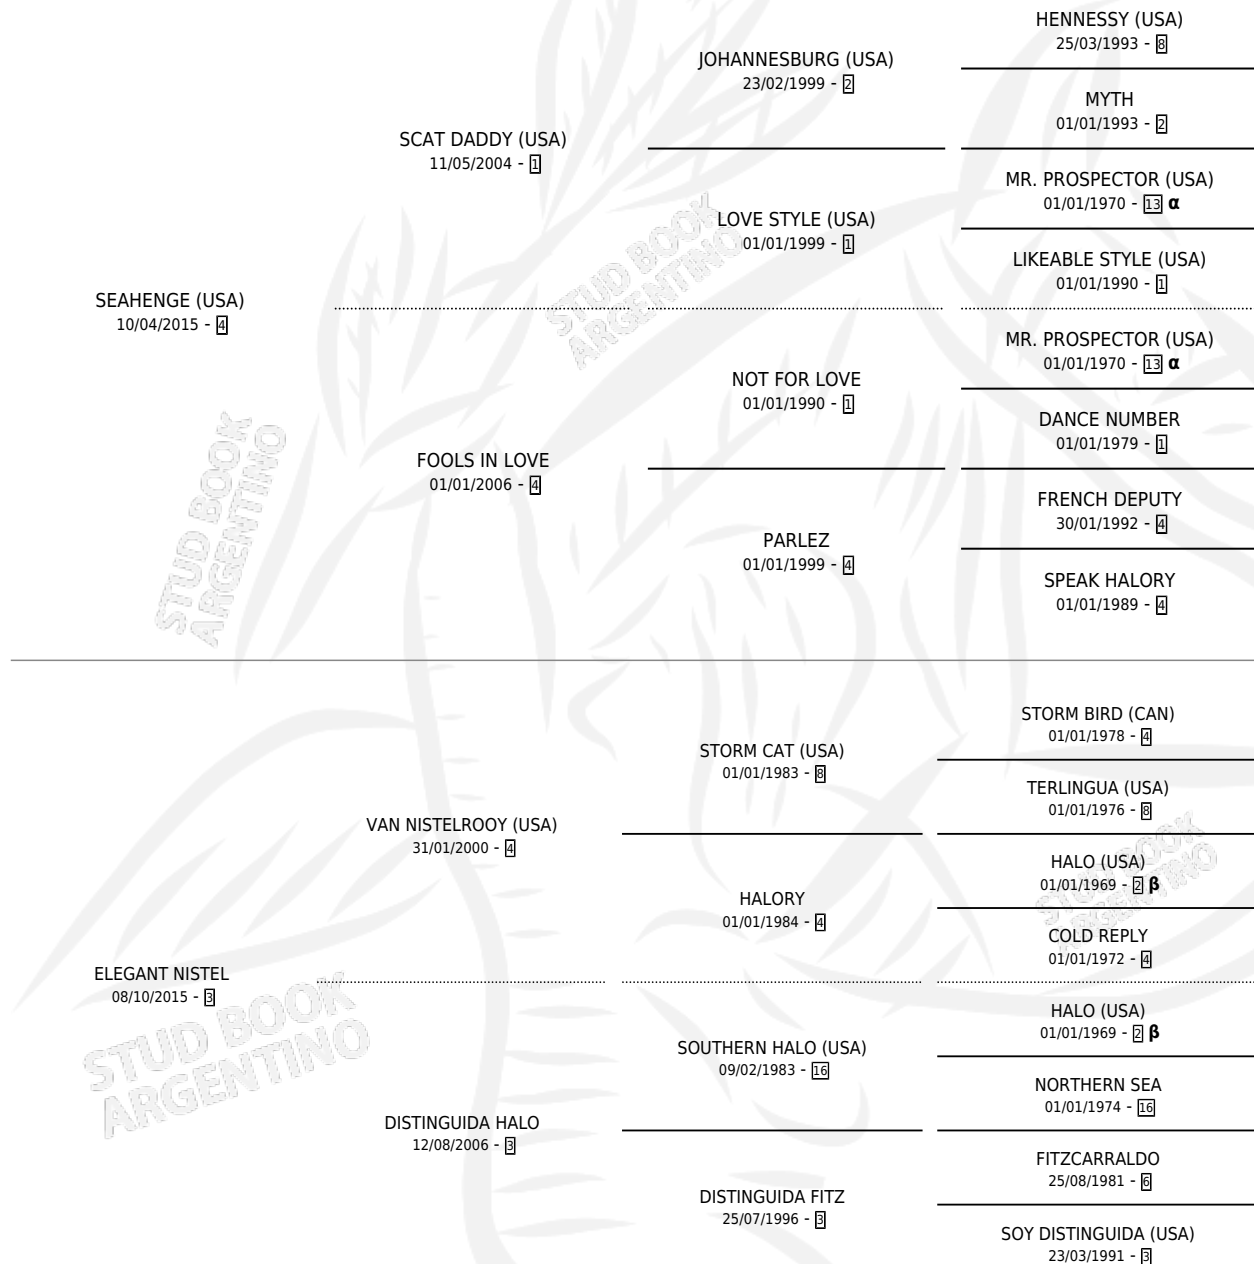 HENNESSY (USA)
25/03/1993 - 8
JOHANNESBURG (USA)
23/02/1999 - 2
MYTH
01/01/1993 - 2
SCAT DADDY (USA)
11/05/2004 - 1
MR. PROSPECTOR (USA)
01/01/1970 - 13 α
LOVE STYLE (USA)
01/01/1999 - 1
LIKEABLE STYLE (USA)
01/01/1990 - 1
SEAHENGE (USA)
10/04/2015 - 4
MR. PROSPECTOR (USA)
01/01/1970 - 13 α
NOT FOR LOVE
01/01/1990 - 1
DANCE NUMBER
01/01/1979 - 1
FOOLS IN LOVE
01/01/2006 - 4
FRENCH DEPUTY
30/01/1992 - 4
PARLEZ
01/01/1999 - 4
SPEAK HALORY
01/01/1989 - 4
STORM BIRD (CAN)
01/01/1978 - 4
STORM CAT (USA)
01/01/1983 - 8
TERLINGUA (USA)
01/01/1976 - 8
VAN NISTELROOY (USA)
31/01/2000 - 4
HALO (USA)
01/01/1969 - 2 β
HALORY
01/01/1984 - 4
COLD REPLY
01/01/1972 - 4
ELEGANT NISTEL
08/10/2015 - 3
HALO (USA)
01/01/1969 - 2 β
SOUTHERN HALO (USA)
09/02/1983 - 16
NORTHERN SEA
01/01/1974 - 16
DISTINGUIDA HALO
12/08/2006 - 3
FITZCARRALDO
25/08/1981 - 6
DISTINGUIDA FITZ
25/07/1996 - 3
SOY DISTINGUIDA (USA)
23/03/1991 - 3
STUD BOOK
ARGENTINO
STUD BOOK
ARGENTINO
STUD BOOK
ARGENTINO
STUD BOOK
ARGENTINO